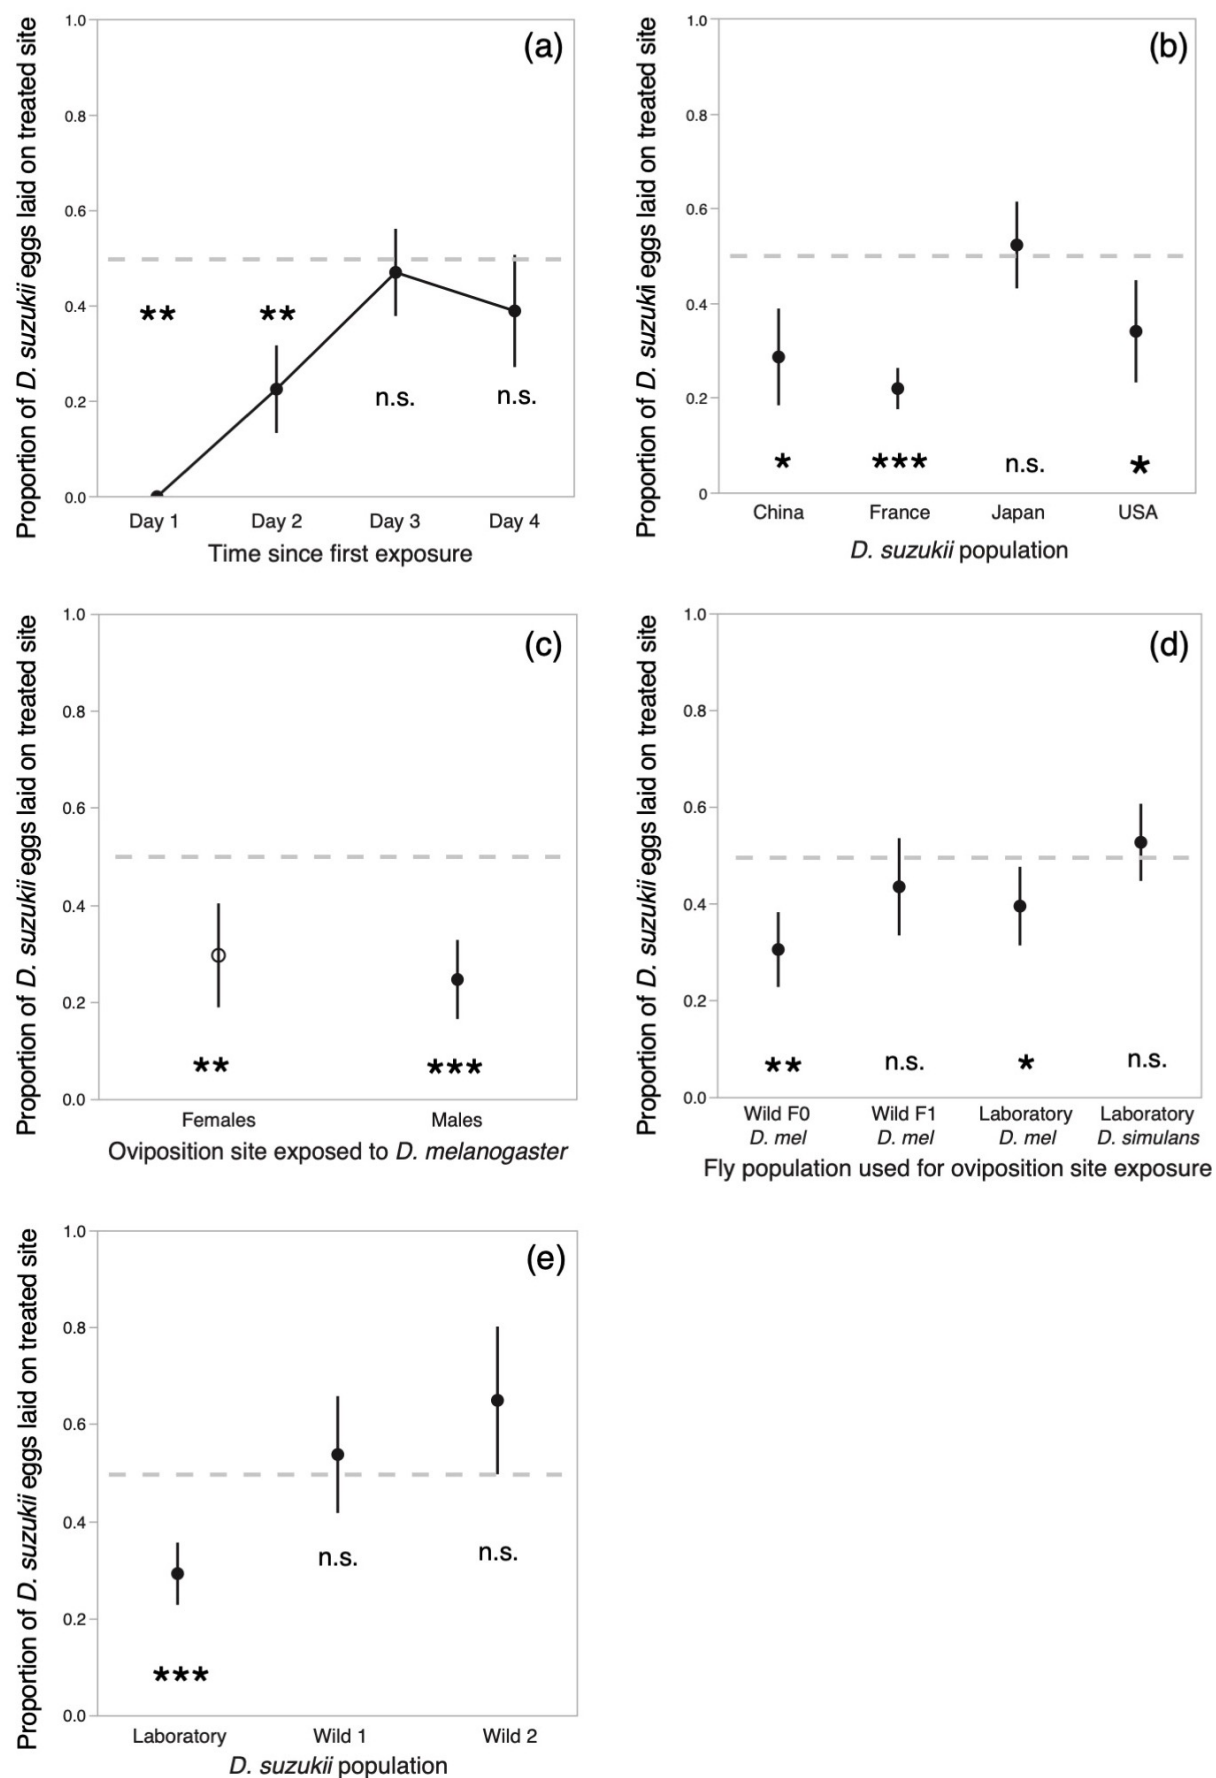 Proportion of D. suzukii eggs laid on treated site
1.0
0.8
0.6
0.4
0.2
0.0
(a)
**
**
n.s.
n.s.
Day 1
Day 2
Day 3
Day 4
Time since first exposure
Proportion of D. suzukii eggs laid on treated site
1.0
0.8
0.6
0.4
0.2
0
(b)
*
***
n.s.
*
China
France
Japan
USA
D. suzukii population
Proportion of D. suzukii eggs laid on treated site
1.0
0.8
0.6
0.4
0.2
0.0
(c)
**
***
Females
Males
Oviposition site exposed to D. melanogaster
Proportion of D. suzukii eggs laid on treated site
1.0
0.8
0.6
0.4
0.2
0.0
(d)
**
n.s.
*
n.s.
Wild F0
D. mel
Wild F1
D. mel
Laboratory
D. mel
Laboratory
D. simulans
Fly population used for oviposition site exposure
Proportion of D. suzukii eggs laid on treated site
1.0
0.8
0.6
0.4
0.2
0.0
(e)
***
n.s.
n.s.
Laboratory
Wild 1
Wild 2
D. suzukii population